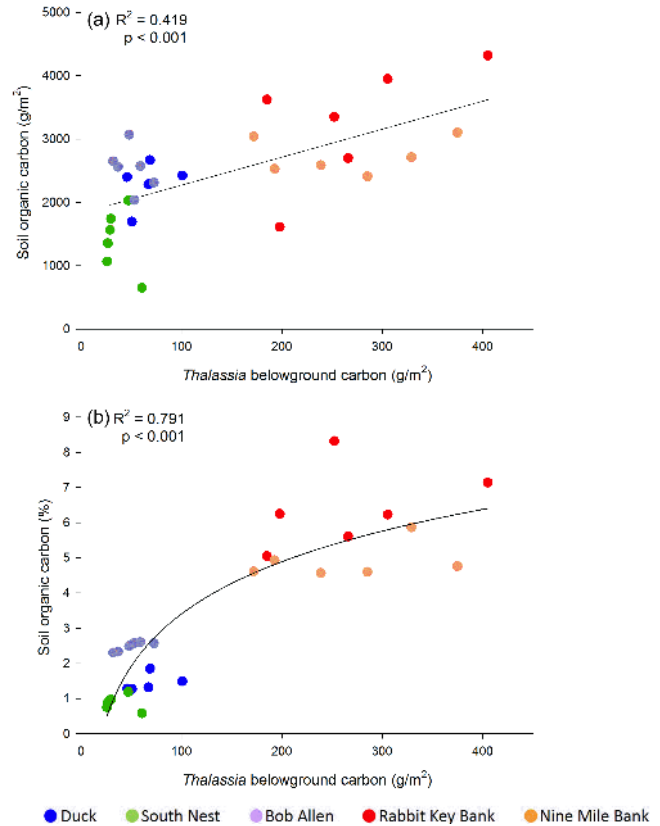 (a) R² = 0.419
p < 0.001
5000
4000
3000
2000
1000
0
Soil organic carbon (g/m²)
0 100 200 300 400
Thalassia belowground carbon (g/m²)
(b) R² = 0.791
p < 0.001
9
8
7
6
5
4
3
2
1
0
Soil organic carbon (%)
0 100 200 300 400
Thalassia belowground carbon (g/m²)
Duck South Nest Bob Allen Rabbit Key Bank Nine Mile Bank